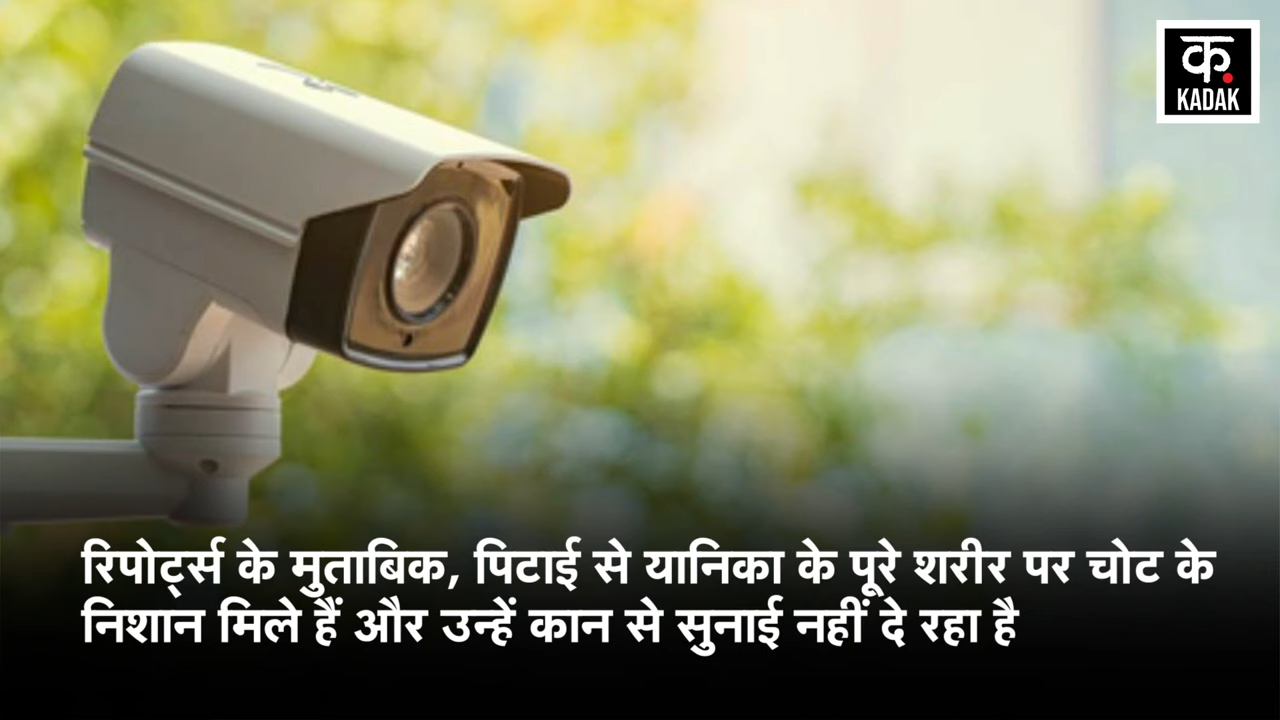 क.
KADAK
रिपोर्ट्स के मुताबिक, पिटाई से यानिका के पूरे शरीर पर चोट के
निशान मिले हैं और उन्हें कान से सुनाई नहीं दे रहा है